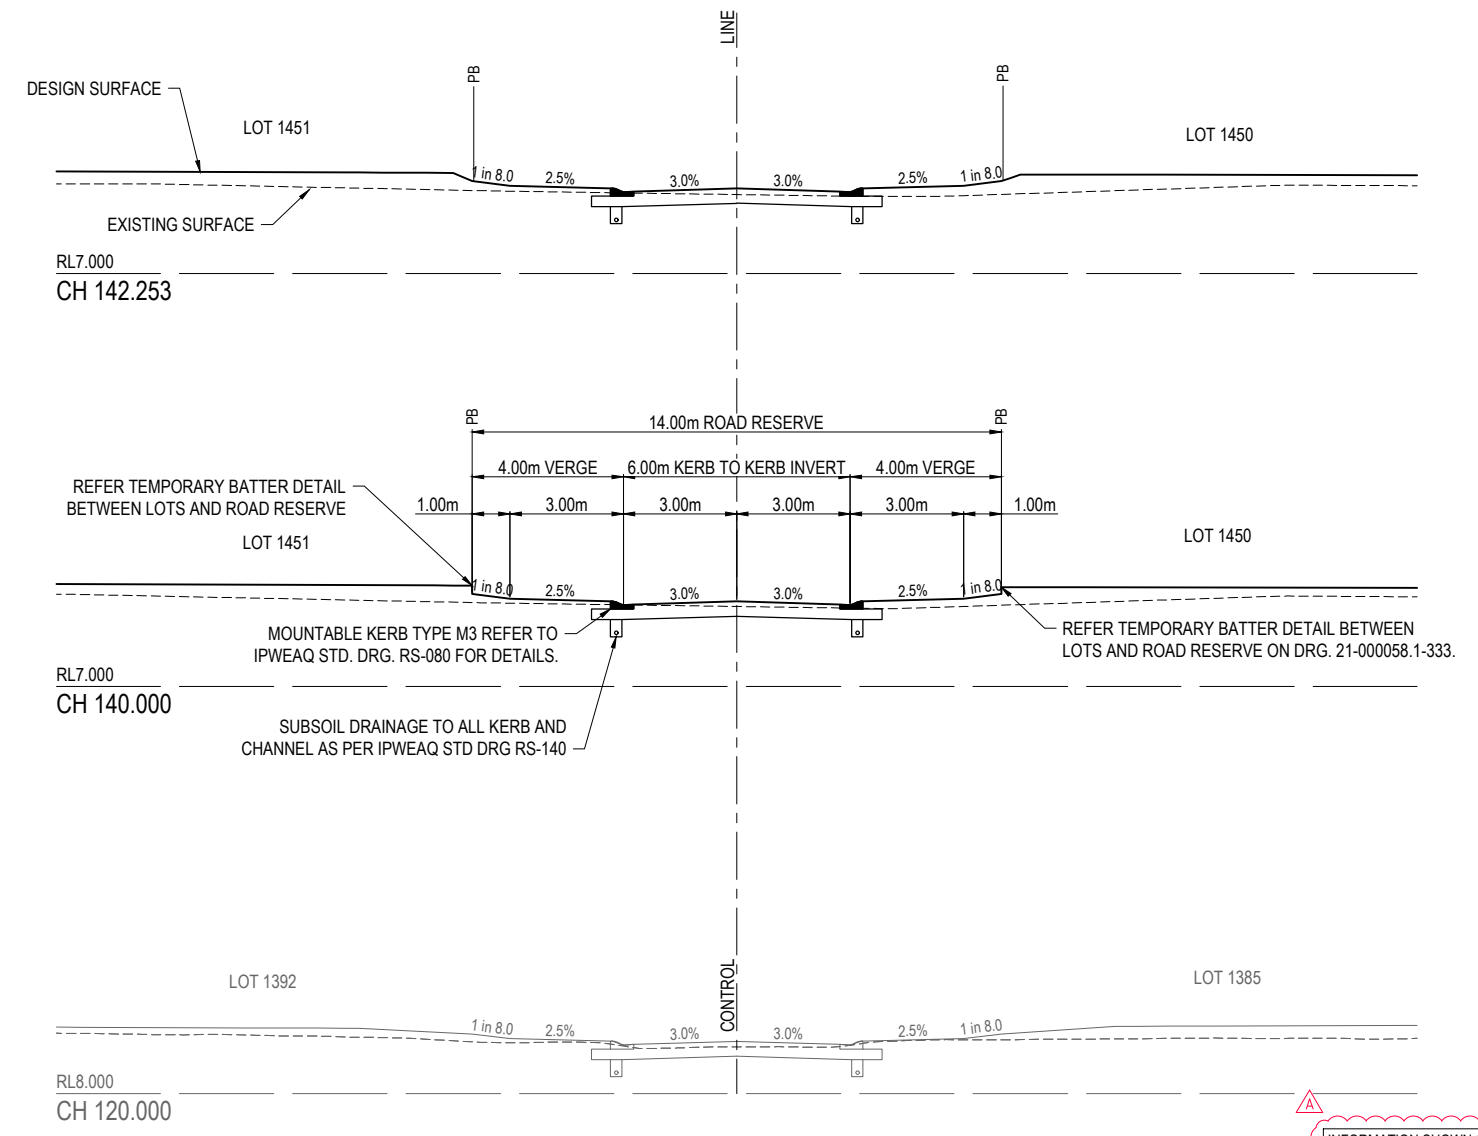 LINE
PB
PB
DESIGN SURFACE
LOT 1451
LOT 1450
1 in 8.0
2.5%
3.0%
3.0%
2.5%
1 in 8.0
EXISTING SURFACE
RL7.000
CH 142.253
PB
PB
14.00m ROAD RESERVE
4.00m VERGE
6.00m KERB TO KERB INVERT
4.00m VERGE
REFER TEMPORARY BATTER DETAIL
BETWEEN LOTS AND ROAD RESERVE
1.00m
3.00m
3.00m
3.00m
3.00m
1.00m
LOT 1451
LOT 1450
1 in 8.0
2.5%
3.0%
3.0%
2.5%
1 in 8.0
MOUNTABLE KERB TYPE M3 REFER TO
IPWEAQ STD. DRG. RS-080 FOR DETAILS.
REFER TEMPORARY BATTER DETAIL BETWEEN
LOTS AND ROAD RESERVE ON DRG. 21-000058.1-333.
RL7.000
CH 140.000
SUBSOIL DRAINAGE TO ALL KERB AND
CHANNEL AS PER IPWEAQ STD DRG RS-140
CONTROL
LOT 1392
LOT 1385
1 in 8.0
2.5%
3.0%
3.0%
2.5%
1 in 8.0
RL8.000
CH 120.000
A